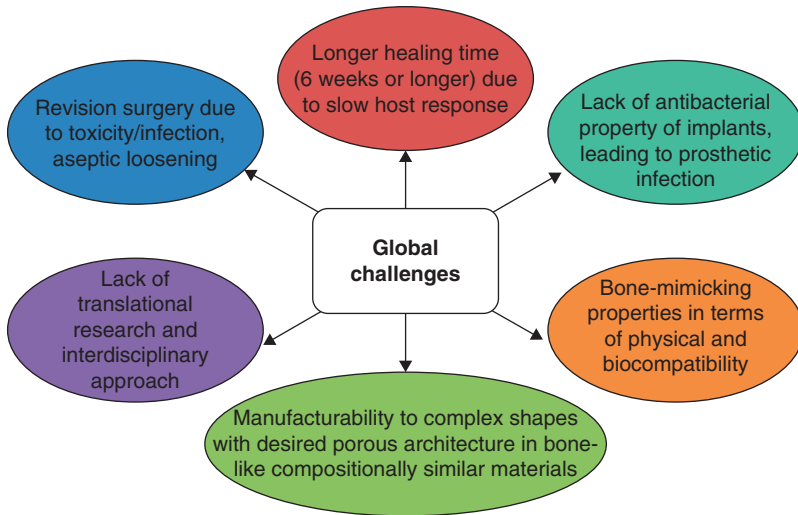 Longer healing time
(6 weeks or longer) due
to slow host response
Revision surgery due
to toxicity/infection,
aseptic loosening
Lack of antibacterial
property of implants,
leading to prosthetic
infection
Global
challenges
Lack of
translational
research and
interdisciplinary
approach
Bone-mimicking
properties in terms
of physical and
biocompatibility
Manufacturability to complex shapes
with desired porous architecture in bone-
like compositionally similar materials